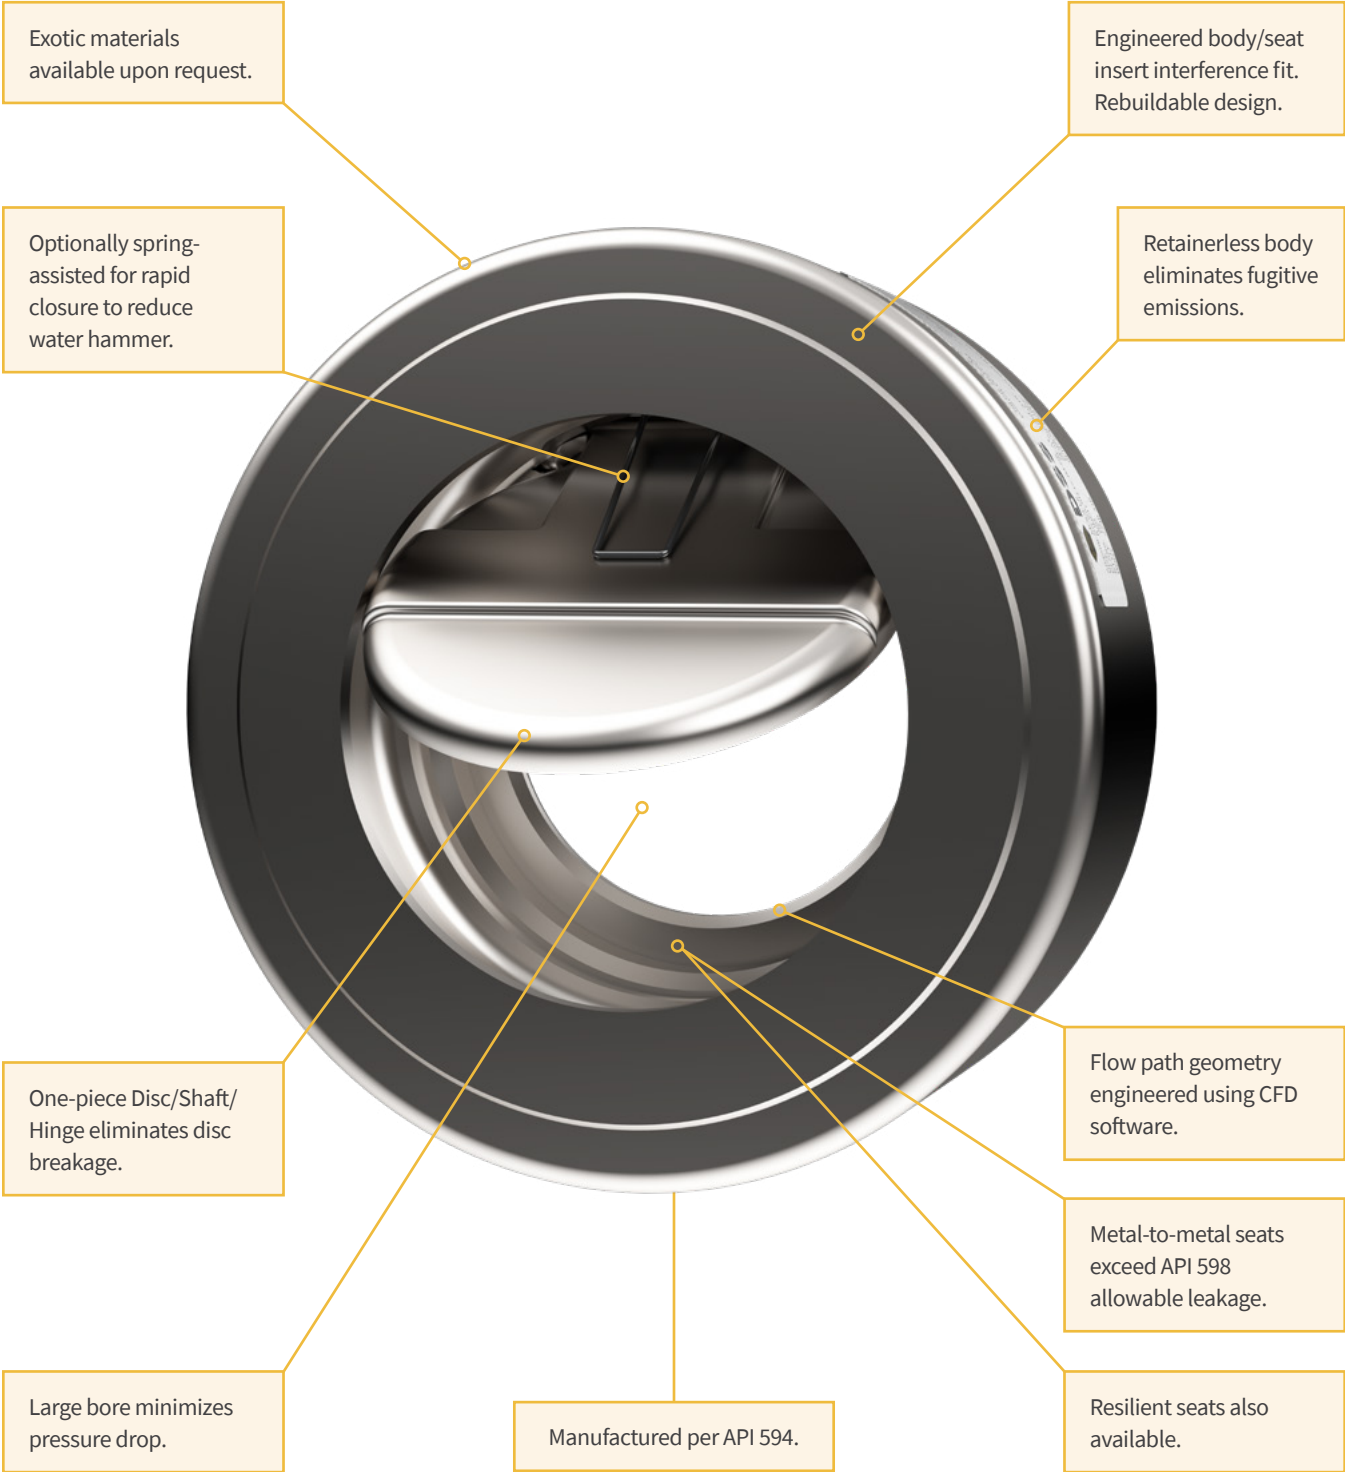 Exotic materials
available upon request.
Engineered body/seat
insert interference fit.
Rebuildable design.
Optionally spring-
assisted for rapid
closure to reduce
water hammer.
Retainerless body
eliminates fugitive
emissions.
One-piece Disc/Shaft/
Hinge eliminates disc
breakage.
Flow path geometry
engineered using CFD
software.
Metal-to-metal seats
exceed API 598
allowable leakage.
Large bore minimizes
pressure drop.
Manufactured per API 594.
Resilient seats also
available.